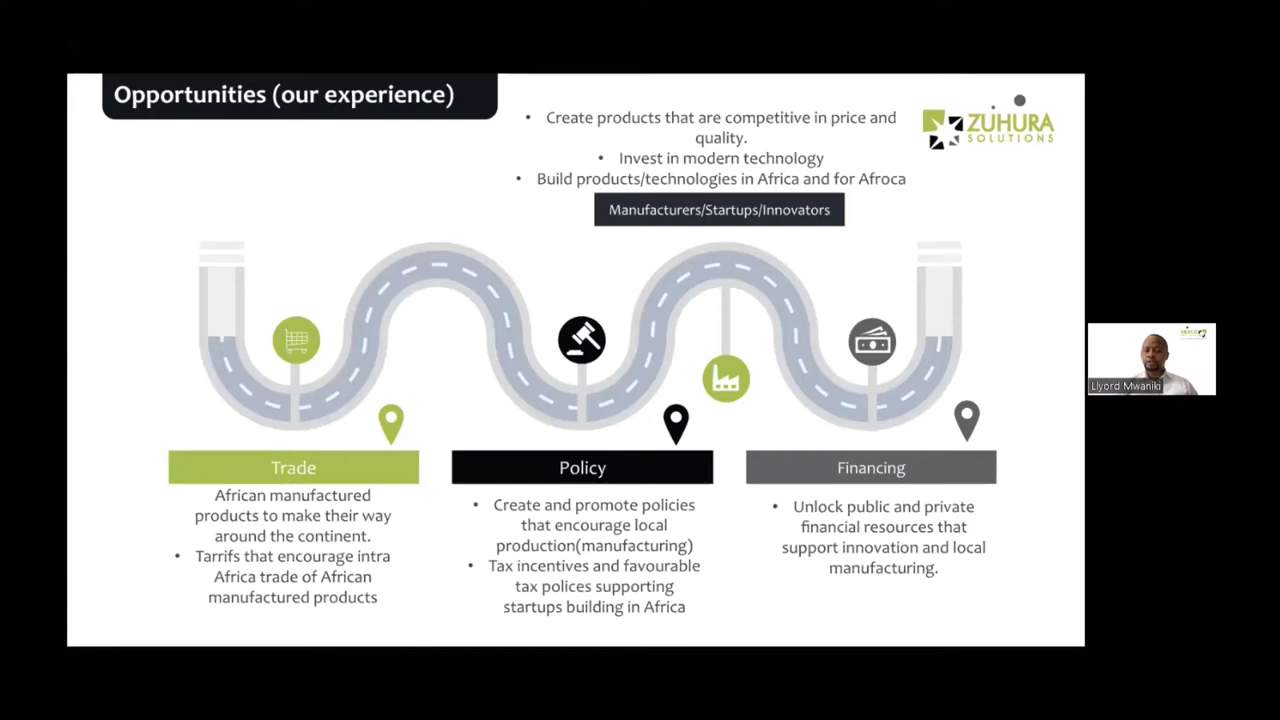 Opportunities (our experience)
• Create products that are competitive in price and
quality.
• Invest in modern technology
• Build products/technologies in Africa and for Afroca
ZUHURA
SOLUTIONS
Manufacturers/Startups/Innovators
Llyord Mwaniki
Trade
African manufactured
products to make their way
around the continent.
• Tarrifs that encourage intra
Africa trade of African
manufactured products
Policy
• Create and promote policies
that encourage local
production(manufacturing)
• Tax incentives and favourable
tax polices supporting
startups building in Africa
Financing
• Unlock public and private
financial resources that
support innovation and local
manufacturing.